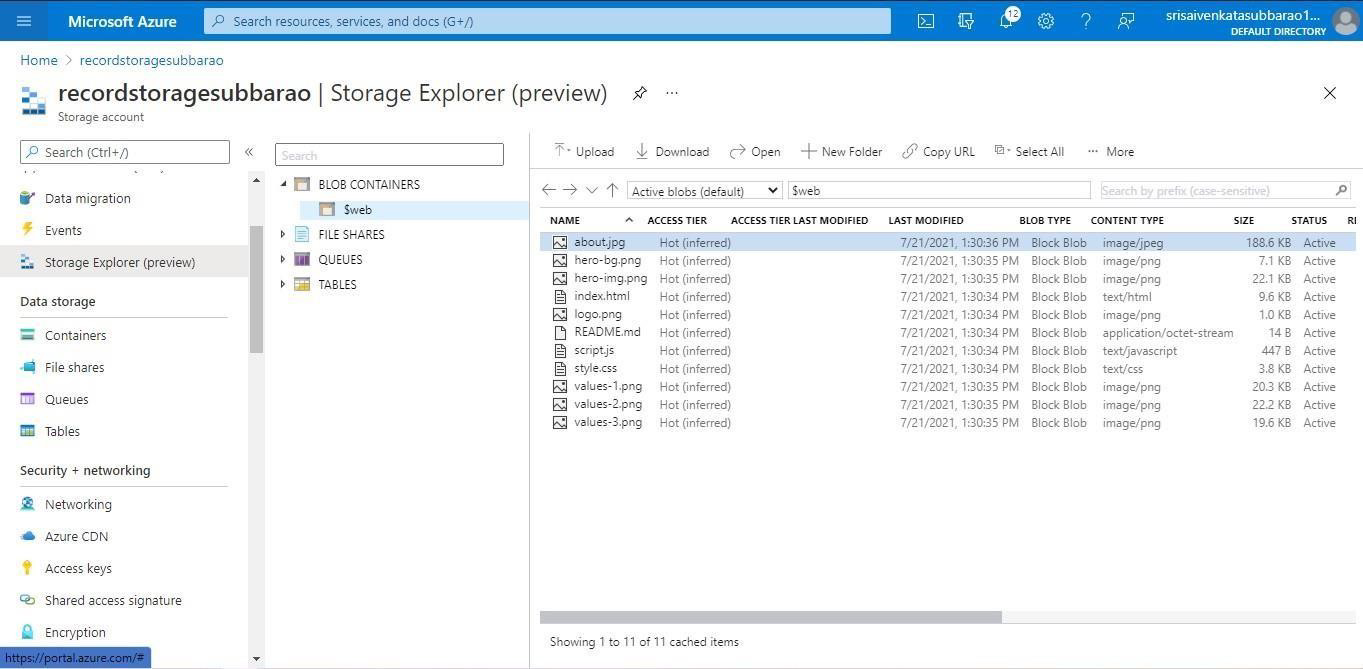 Microsoft Azure
Search resources, services, and docs (G+/)
12
srisaivenkatasubbarao1...
DEFAULT DIRECTORY
Home > recordstoragesubbarao
recordstoragesubbarao | Storage Explorer (preview)
Storage account
Search (Ctrl+/)
Data migration
Events
Storage Explorer (preview)
Data storage
Containers
File shares
Queues
Tables
Security + networking
Networking
Azure CDN
Access keys
Shared access signature
Encryption
https://portal.azure.com/#
Search
BLOB CONTAINERS
$web
FILE SHARES
QUEUES
TABLES
Upload Download Open New Folder Copy URL Select All More
Active blobs (default) $web Search by prefix (case-sensitive)
NAME ACCESS TIER ACCESS TIER LAST MODIFIED LAST MODIFIED BLOB TYPE CONTENT TYPE SIZE STATUS
about.jpg Hot (inferred) 7/21/2021, 1:30:36 PM Block Blob image/jpeg 188.6 KB Active
hero-bg.png Hot (inferred) 7/21/2021, 1:30:35 PM Block Blob image/png 7.1 KB Active
hero-img.png Hot (inferred) 7/21/2021, 1:30:35 PM Block Blob image/png 22.1 KB Active
index.html Hot (inferred) 7/21/2021, 1:30:34 PM Block Blob text/html 9.6 KB Active
logo.png Hot (inferred) 7/21/2021, 1:30:34 PM Block Blob image/png 1.0 KB Active
README.md Hot (inferred) 7/21/2021, 1:30:34 PM Block Blob application/octet-stream 14 B Active
script.js Hot (inferred) 7/21/2021, 1:30:34 PM Block Blob text/javascript 447 B Active
style.css Hot (inferred) 7/21/2021, 1:30:34 PM Block Blob text/css 3.8 KB Active
values-1.png Hot (inferred) 7/21/2021, 1:30:35 PM Block Blob image/png 20.3 KB Active
values-2.png Hot (inferred) 7/21/2021, 1:30:35 PM Block Blob image/png 22.2 KB Active
values-3.png Hot (inferred) 7/21/2021, 1:30:35 PM Block Blob image/png 19.6 KB Active
Showing 1 to 11 of 11 cached items